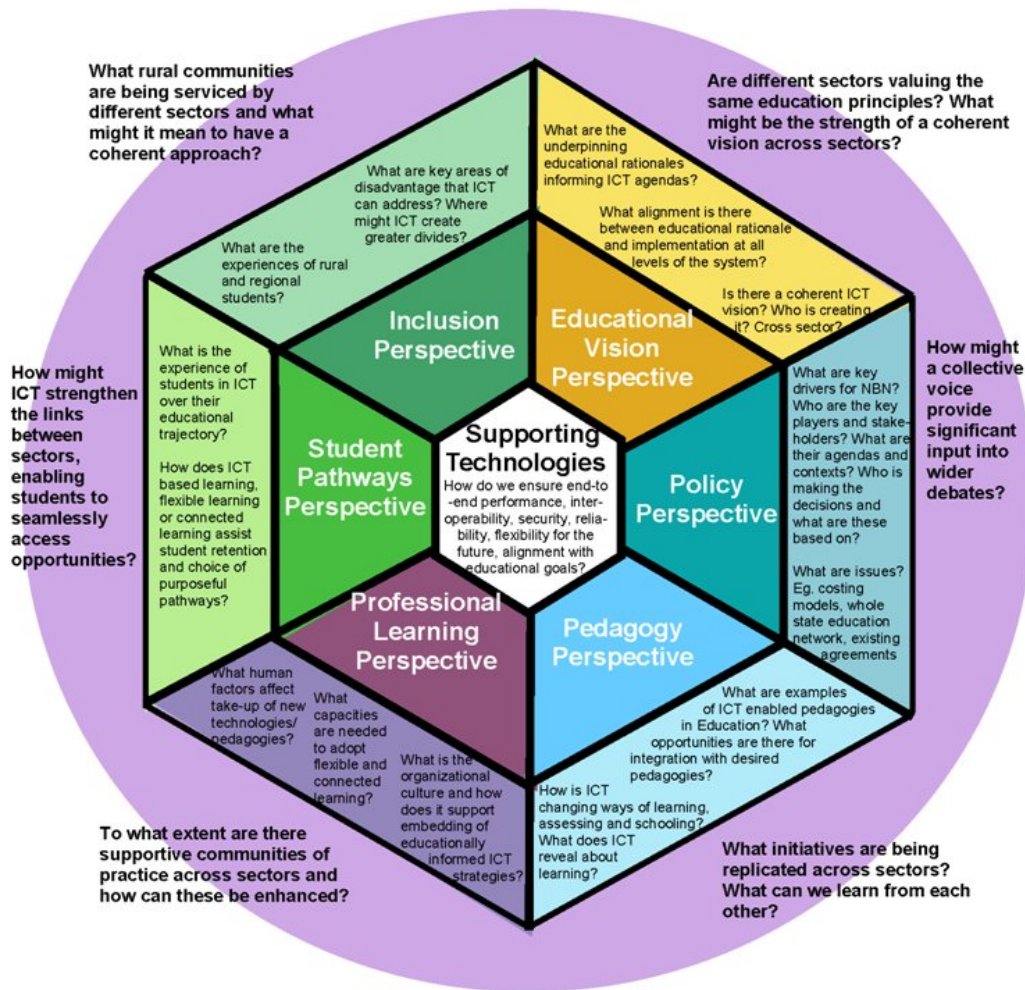 What rural communities
are being serviced by
different sectors and what
might it mean to have a
coherent approach?
Are different sectors valuing the
same education principles? What
might be the strength of a coherent
vision across sectors?
What are key areas of
disadvantage that ICT
can address? Where
might ICT create
greater divides?
What are the
experiences of rural
and regional
students?
What are the
underpinning
educational rationales
informing ICT agendas?
What alignment is there
between educational rationale
and implementation at all
levels of the system?
Is there a coherent ICT
vision? Who is creating
it? Cross sector?
Inclusion
Perspective
Educational
Vision
Perspective
How might
ICT strengthen
the links
between
sectors,
enabling
students to
seamlessly
access
opportunities?
What is the
experience of
students in ICT
over their
educational
trajectory?
How does ICT
based learning,
flexible learning
or connected
learning assist
student retention
and choice of
purposeful
pathways?
Student
Pathways
Perspective
Supporting
Technologies
How do we ensure end-to
-end performance, inter-
operability, security, relia-
bility, flexibility for the
future, alignment with
educational goals?
Policy
Perspective
What are key
drivers for NBN?
Who are the key
players and stake-
holders? What are
their agendas and
contexts? Who is
making the
decisions and
what are these
based on?
What are issues?
Eg. costing
models, whole
state education
network, existing
agreements
How might
a collective
voice
provide
significant
input into
wider
debates?
Professional
Learning
Perspective
Pedagogy
Perspective
What human
factors affect
take-up of new
technologies/
pedagogies?
What
capacities
are needed
to adopt
flexible and
connected
learning?
What is the
organizational
culture and how
does it support
embedding of
educationally
informed ICT
strategies?
What are examples
of ICT enabled pedagogies
in Education? What
opportunities are there for
integration with desired
pedagogies?
How is ICT
changing ways of learning,
assessing and schooling?
What does ICT
reveal about
learning?
To what extent are there
supportive communities of
practice across sectors and
how can these be enhanced?
What initiatives are being
replicated across sectors?
What can we learn from each
other?